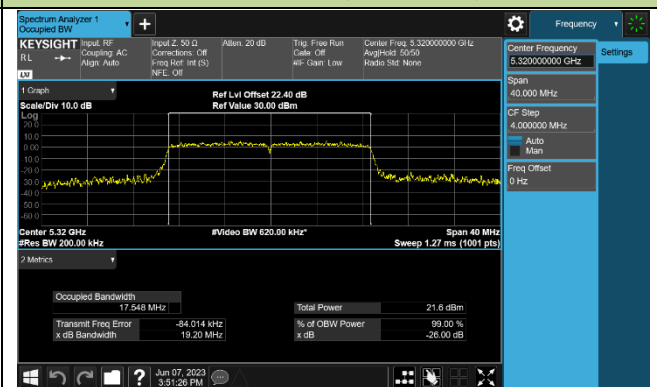 Spectrum Analyzer 1
Occupied BW
+
Frequency
KEYSIGHT
RL
LXI
Input: RF
Coupling: AC
Align: Auto
Input Z: 50 Ω
Corrections: Off
Freq Ref: Int (S)
NFE: Off
Atten: 20 dB
Trig: Free Run
Gate: Off
#IF Gain: Low
Center Freq: 5.320000000 GHz
Avg|Hold: 50/50
Radio Std: None
Center Frequency
5.320000000 GHz
Settings
Span
40.000 MHz
CF Step
4.000000 MHz
Auto
Man
Freq Offset
0 Hz
1 Graph
Scale/Div 10.0 dB
Ref Lvl Offset 22.40 dB
Ref Value 30.00 dBm
Log
20.0
10.0
0.00
-10.0
-20.0
-30.0
-40.0
-50.0
-60.0
Center 5.32 GHz
#Res BW 200.00 kHz
#Video BW 620.00 kHz*
Span 40 MHz
Sweep 1.27 ms (1001 pts)
2 Metrics
Occupied Bandwidth
17.548 MHz
Total Power 21.6 dBm
Transmit Freq Error -84.014 kHz
% of OBW Power 99.00 %
x dB Bandwidth 19.20 MHz
x dB -26.00 dB
?
Jun 07, 2023
3:51:26 PM